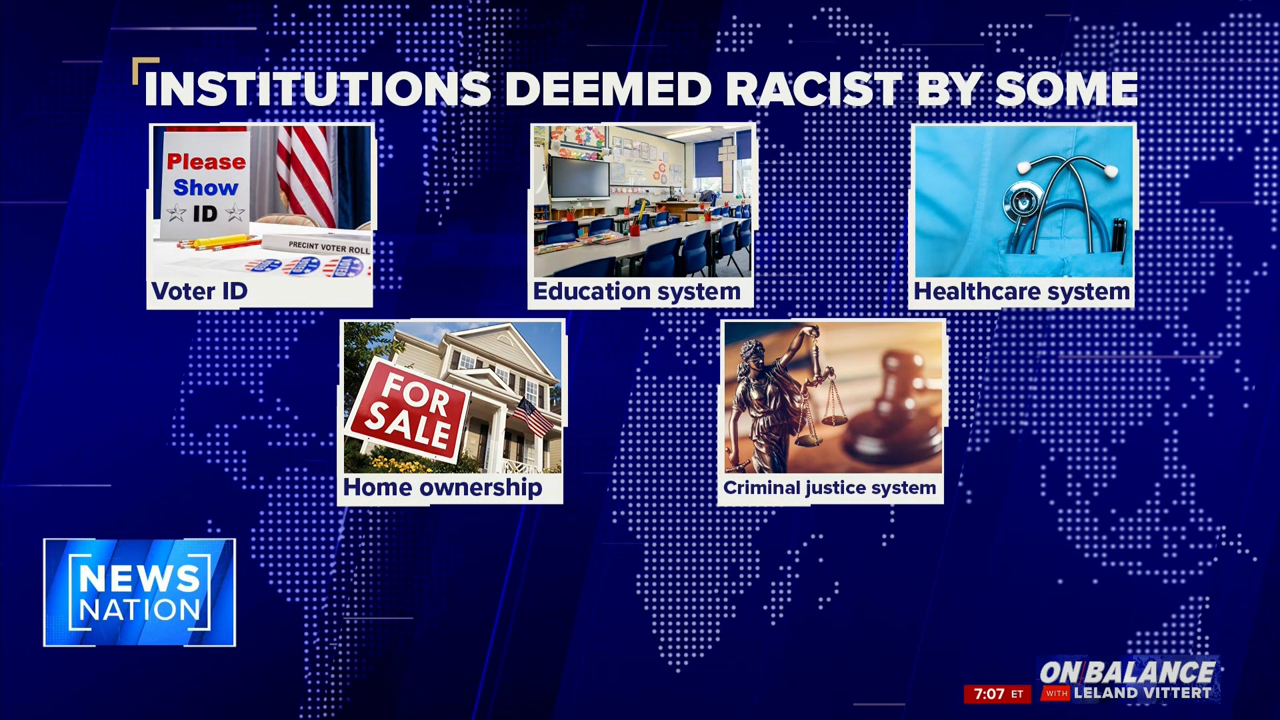 INSTITUTIONS DEEMED RACIST BY SOME
Please
Show
ID
PRECINT VOTER ROLL
Voter ID
Education system
Healthcare system
FOR
SALE
Home ownership
Criminal justice system
NEWS
NATION
ON BALANCE
7:07 ET
WITH LELAND VITTERT